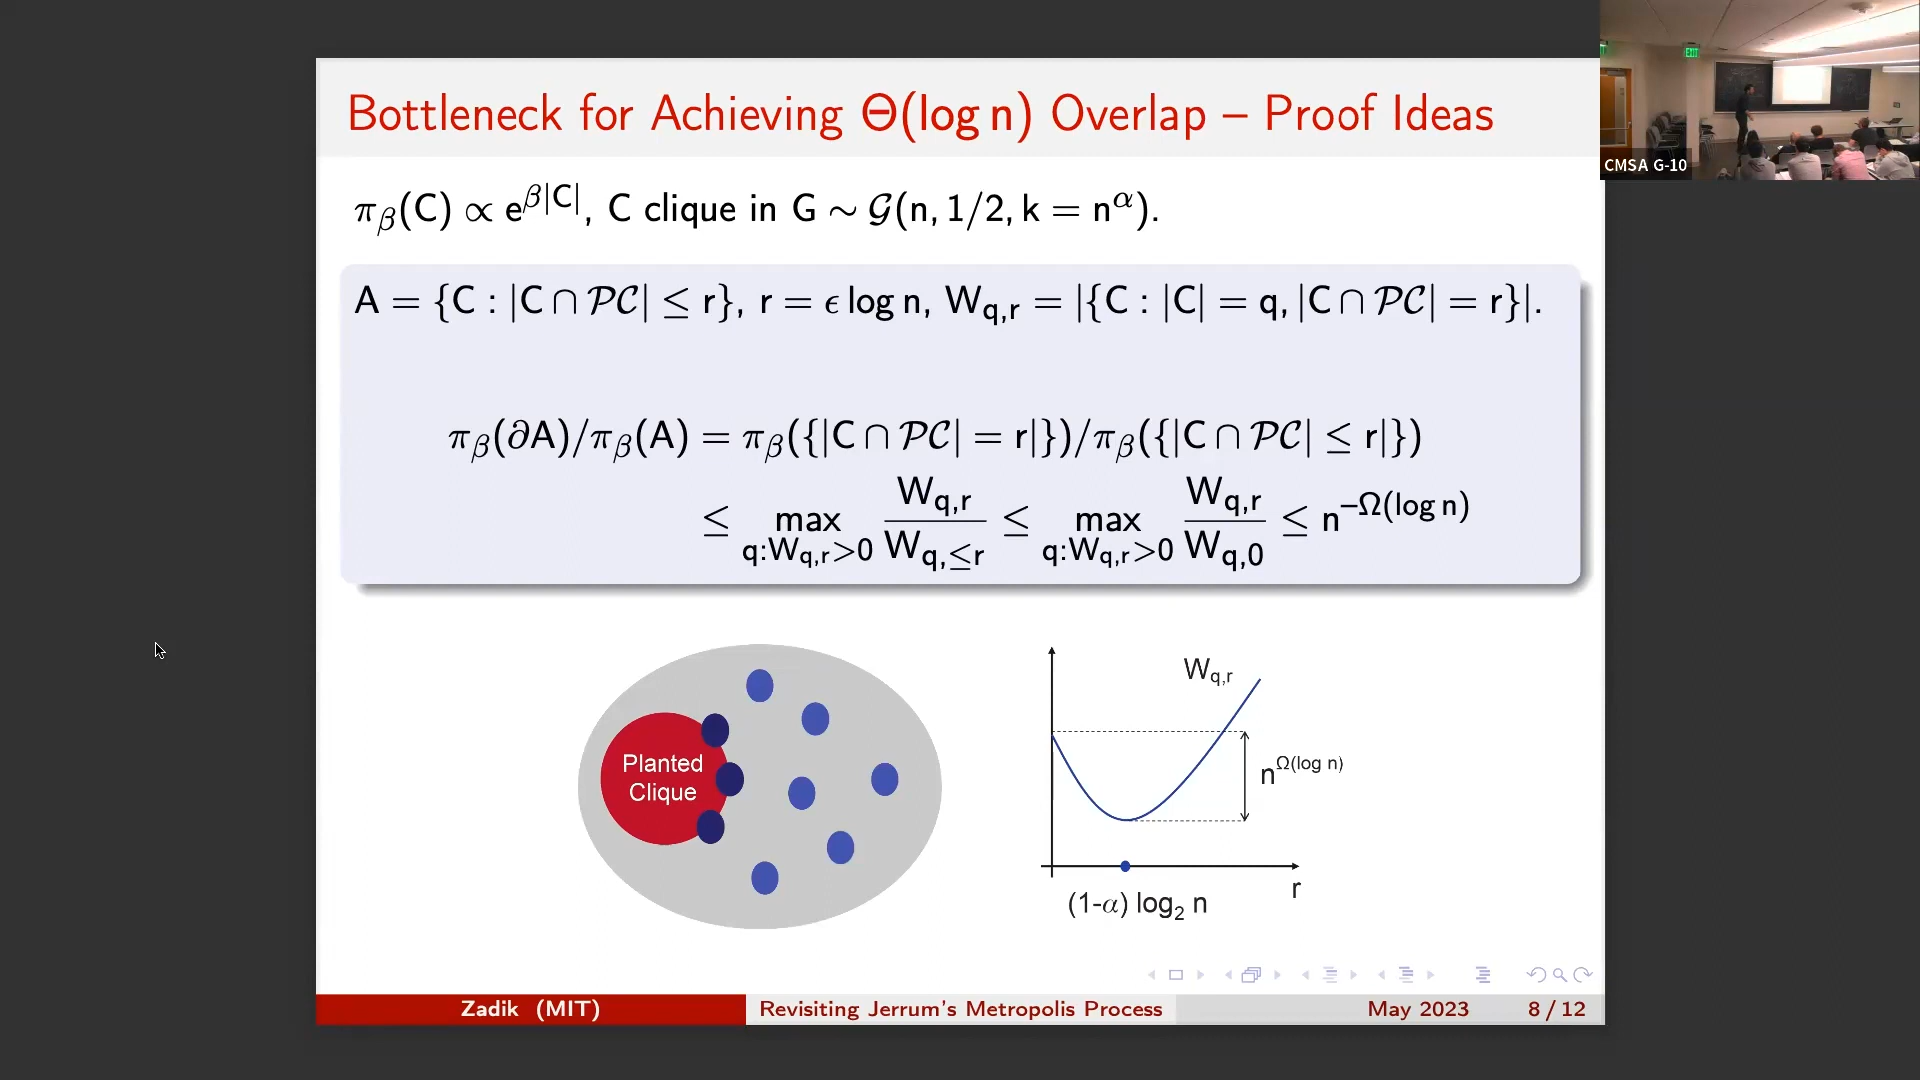 Bottleneck for Achieving Θ(log n) Overlap – Proof Ideas
EXIT
CMSA G-10
π_β(C) ∝ e^{β|C|}, C clique in G ∼ 𝒢(n, 1/2, k = n^α).
A = {C : |C ∩ 𝒫𝒞| ≤ r}, r = ϵ log n, W_{q,r} = |{C : |C| = q, |C ∩ 𝒫𝒞| = r}|.
π_β(∂A)/π_β(A) = π_β({|C ∩ 𝒫𝒞| = r|})/π_β({|C ∩ 𝒫𝒞| ≤ r|})
≤ max_{q:W_{q,r}>0} W_{q,r}/W_{q,≤r} ≤ max_{q:W_{q,r}>0} W_{q,r}/W_{q,0} ≤ n^{−Ω(log n)}
Planted
Clique
W_{q,r}
n^{Ω(log n)}
r
(1-α) log₂ n
Zadik (MIT)
Revisiting Jerrum's Metropolis Process
May 2023
8 / 12